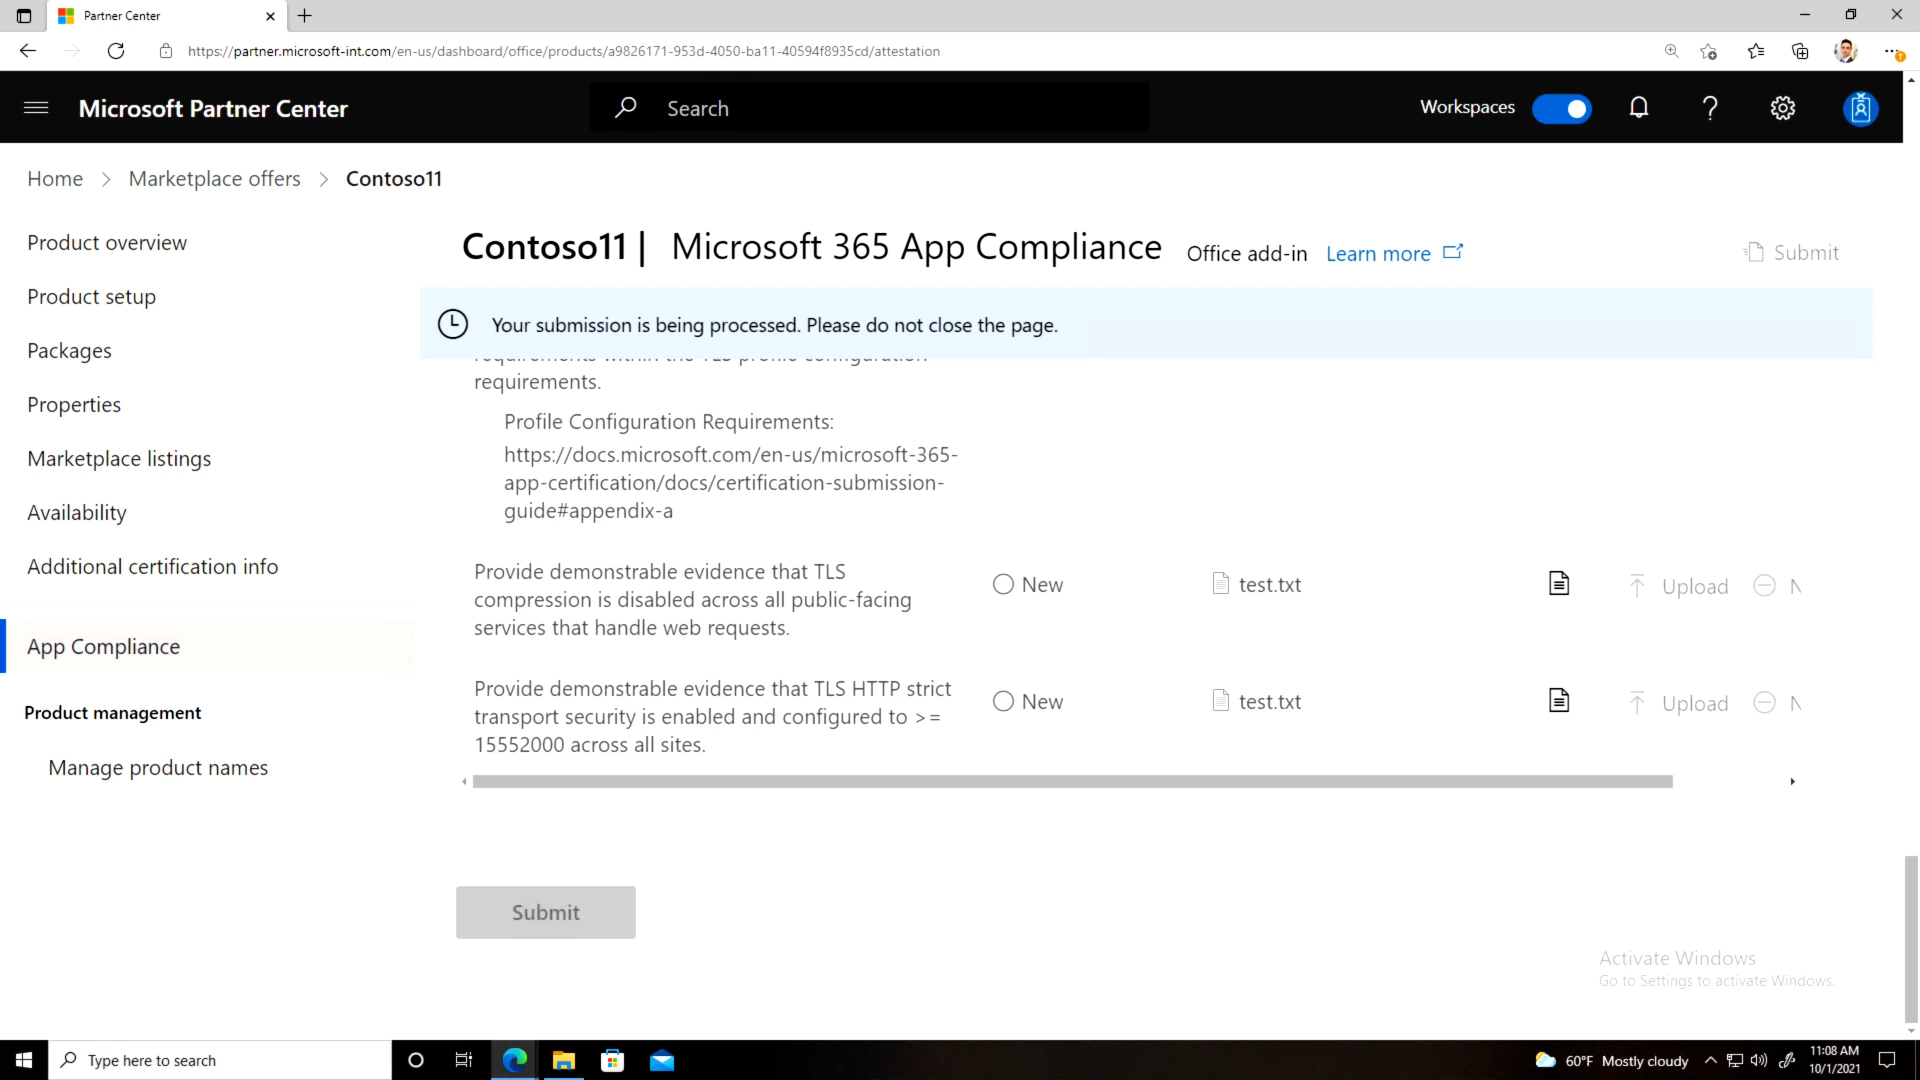 Partner Center
https://partner.microsoft-int.com/en-us/dashboard/office/products/a9826171-953d-4050-ba11-40594f8935cd/attestation
Microsoft Partner Center
Search
Workspaces
Home > Marketplace offers > Contoso11
Product overview
Product setup
Packages
Properties
Marketplace listings
Availability
Additional certification info
App Compliance
Product management
Manage product names
Contoso11 | Microsoft 365 App Compliance Office add-in Learn more
Submit
Your submission is being processed. Please do not close the page.
requirements within the TLS profile configuration
requirements.
Profile Configuration Requirements:
https://docs.microsoft.com/en-us/microsoft-365-
app-certification/docs/certification-submission-
guide#appendix-a
Provide demonstrable evidence that TLS
compression is disabled across all public-facing
services that handle web requests.
New
test.txt
Upload
N
Provide demonstrable evidence that TLS HTTP strict
transport security is enabled and configured to >=
15552000 across all sites.
New
test.txt
Upload
N
Submit
Activate Windows
Go to Settings to activate Windows.
Type here to search
60°F Mostly cloudy
11:08 AM
10/1/2021